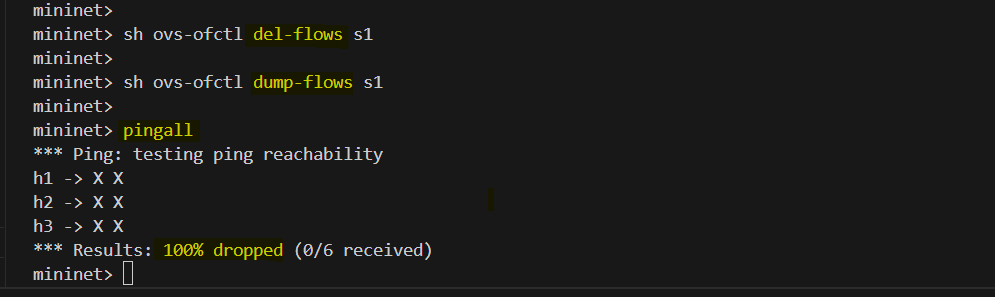 mininet>
mininet> sh ovs-ofctl del-flows s1
mininet>
mininet> sh ovs-ofctl dump-flows s1
mininet>
mininet> pingall
*** Ping: testing ping reachability
h1 -> X X
h2 -> X X
h3 -> X X
*** Results: 100% dropped (0/6 received)
mininet>